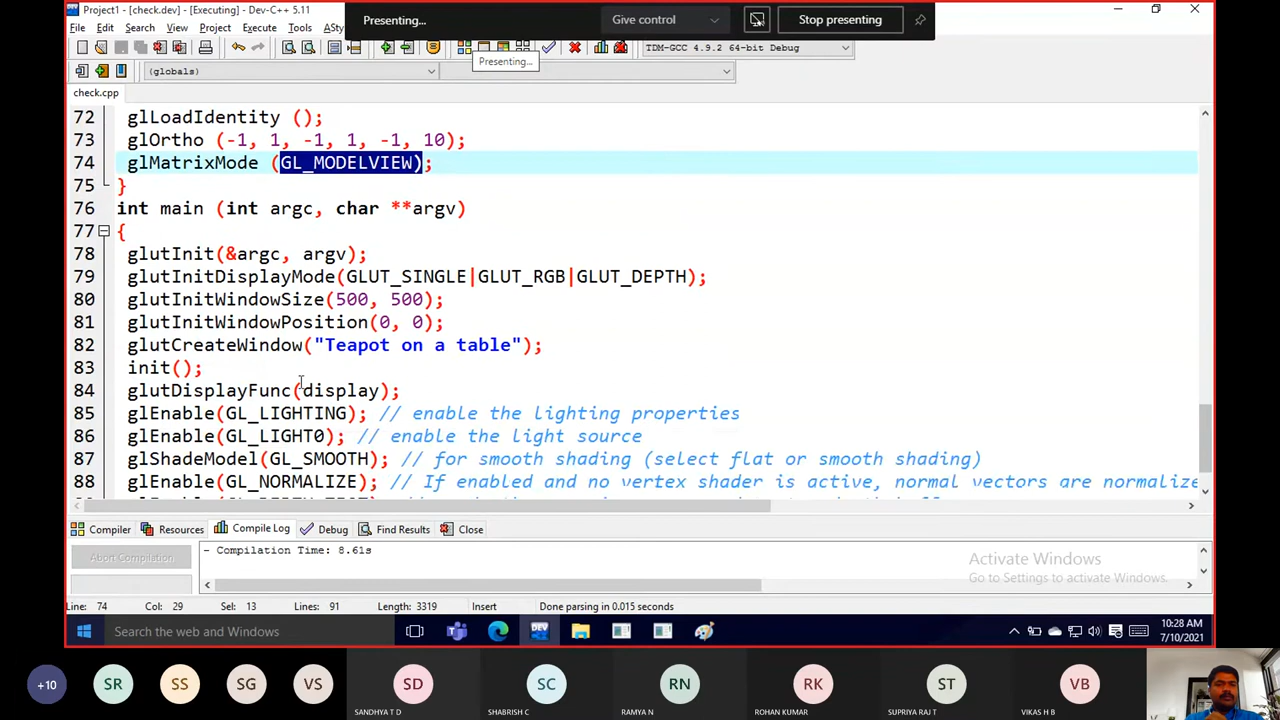 Project1 - [check.cpp] - [Executing] - Dev-C++ 5.11
Presenting...
Give control
Stop presenting
File Edit Search View Project Execute Tools AStyle
TDM-GCC 4.9.2 64-bit Debug
Presenting...
(globals)
check.cpp
72 glLoadIdentity ();
73 glOrtho (-1, 1, -1, 1, -1, 10);
74 glMatrixMode (GL_MODELVIEW);
75 }
76 int main (int argc, char **argv)
77 {
78 glutInit(&argc, argv);
79 glutInitDisplayMode(GLUT_SINGLE|GLUT_RGB|GLUT_DEPTH);
80 glutInitWindowSize(500, 500);
81 glutInitWindowPosition(0, 0);
82 glutCreateWindow("Teapot on a table");
83 init();
84 glutDisplayFunc(display);
85 glEnable(GL_LIGHTING); // enable the lighting properties
86 glEnable(GL_LIGHT0); // enable the light source
87 glShadeModel(GL_SMOOTH); // for smooth shading (select flat or smooth shading)
88 glEnable(GL_NORMALIZE); // If enabled and no vertex shader is active, normal vectors are normalize
Compiler Resources Compile Log Debug Find Results Close
Abort Compilation
- Compilation Time: 8.61s
Activate Windows
Go to Settings to activate Windows.
Line: 74 Col: 29 Sel: 13 Lines: 91 Length: 3319 Insert Done parsing in 0.015 seconds
Search the web and Windows
10:28 AM
7/10/2021
+10 SR SS SG VS SD SC RN RK ST VB
SANDHYA T D SHABRISH C RAMYA N ROHAN KUMAR SUPRIYA RAJ T VIKAS H B